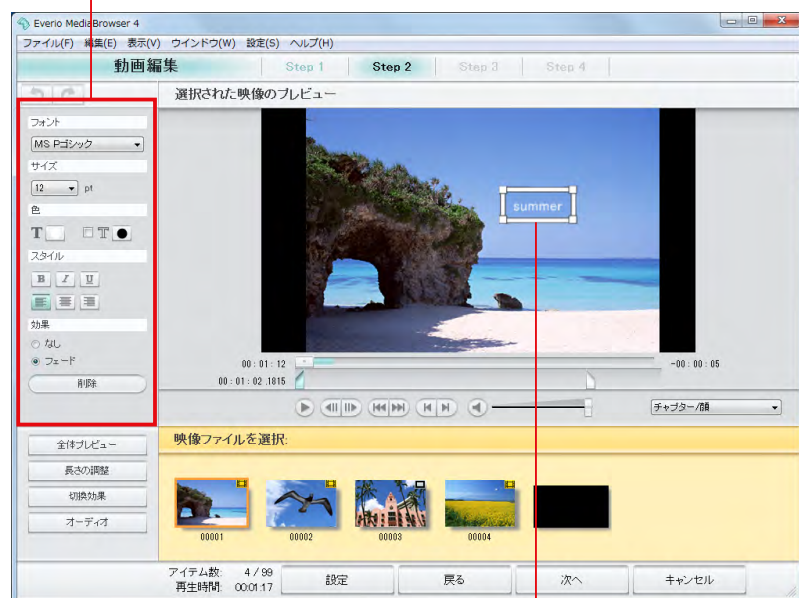 Everio MediaBrowser 4
ファイル(F) 編集(E) 表示(V) ウインドウ(W) 設定(S) ヘルプ(H)
動画編集 Step 1 Step 2 Step 3 Step 4
選択された映像のプレビュー
フォント
MS Pゴシック
サイズ
12 pt
色
T T
スタイル
B I U
効果
なし
フェード
削除
summer
00 : 01 : 12 -00 : 00 : 05
00 : 01 : 02 .1815
チャプター/顔
全体プレビュー
長さの調整
切換効果
オーディオ
映像ファイルを選択:
00001 00002 00003 00004
アイテム数: 4 / 99
再生時間: 00:01:17
設定 戻る 次へ キャンセル